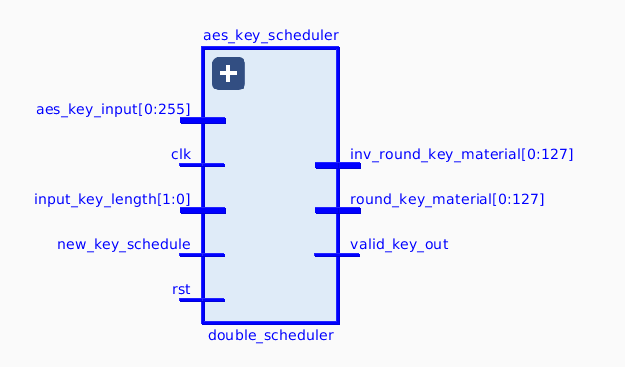 aes_key_scheduler
aes_key_input[0:255]
clk
inv_round_key_material[0:127]
input_key_length[1:0]
round_key_material[0:127]
new_key_schedule
valid_key_out
rst
double_scheduler